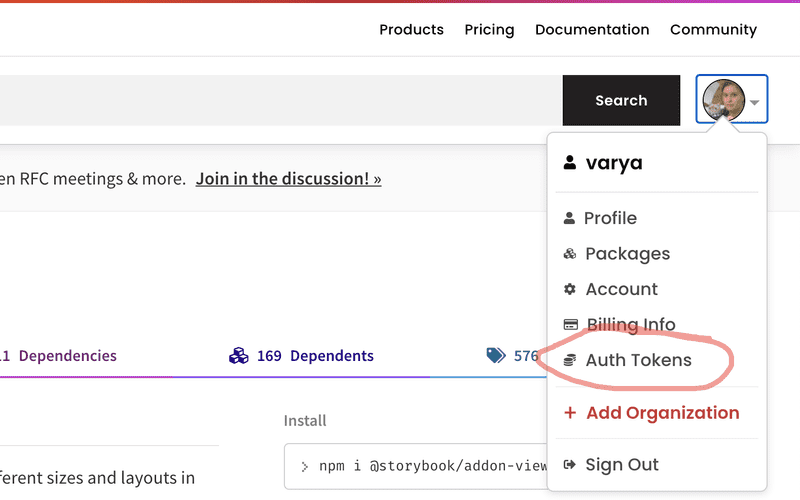 Products Pricing Documentation Community
Search
en RFC meetings & more. Join in the discussion! »
varya
Profile
Packages
Account
Billing Info
Auth Tokens
Add Organization
Sign Out
1 Dependencies
169 Dependents
576
Install
> npm i @storybook/addon-view
ferent sizes and layouts in